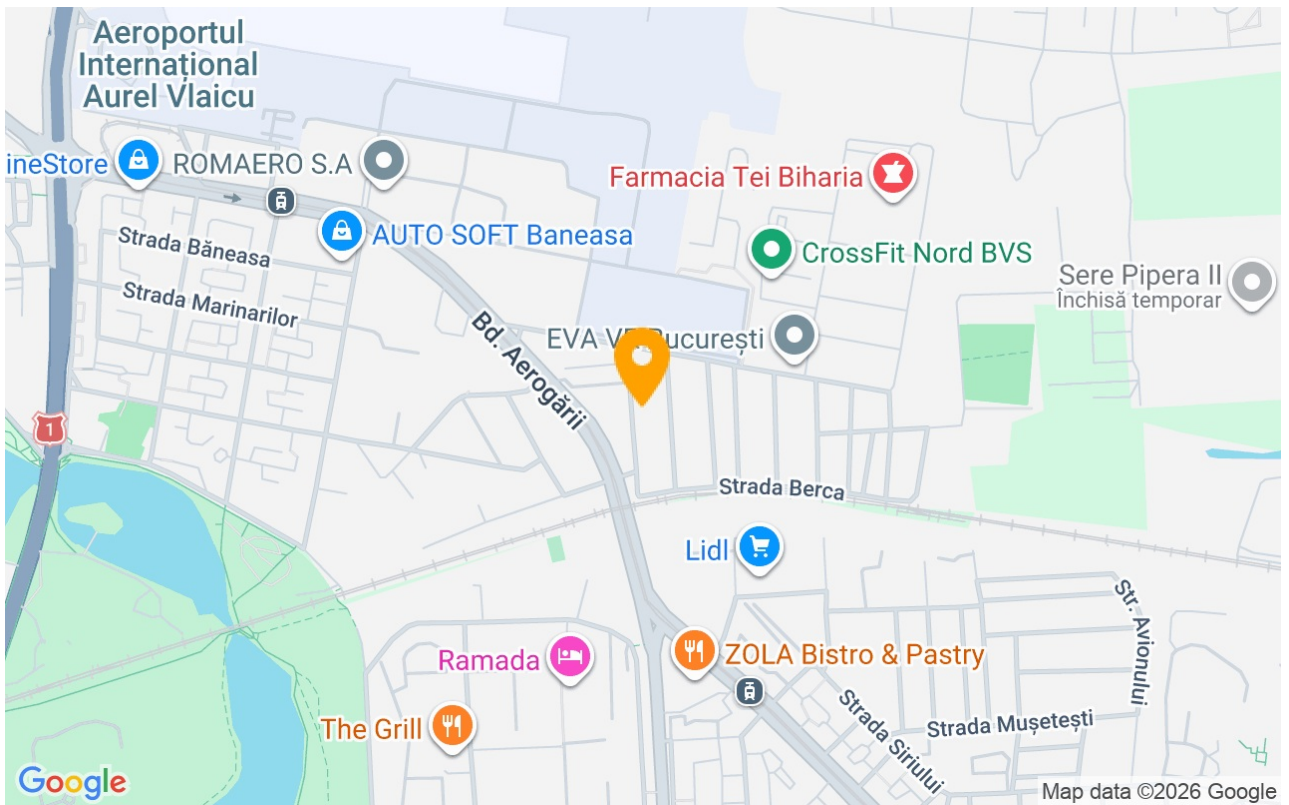 Aeroportul
Internațional
Aurel Vlaicu
ineStore
ROMAERO S.A
Farmacia Tei Biharia
AUTO SOFT Baneasa
CrossFit Nord BVS
Strada Băneasa
Sere Pipera II
Închisă temporar
Strada Marinarilor
Bd. Aerogării
EVA
București
1
Strada Berca
Lidl
Str. Avionului
Ramada
ZOLA Bistro & Pastry
The Grill
Strada Siriului
Strada Mușetești
Google
Map data ©2026 Google